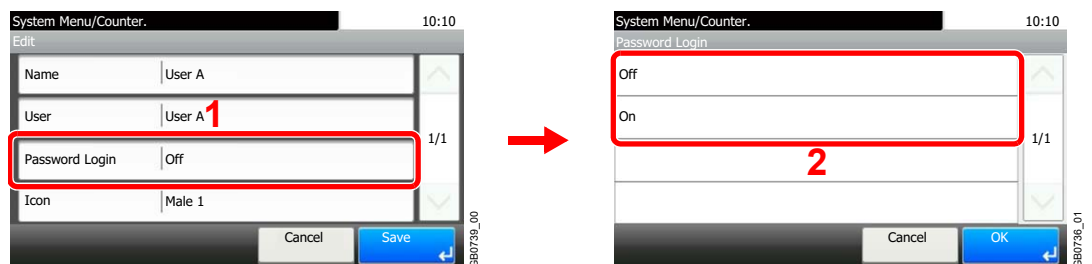 System Menu/Counter. 10:10
Edit
Name User A
User User A
1
1/1
Password Login Off
Icon Male 1
Cancel Save
GB0739_00
System Menu/Counter. 10:10
Password Login
Off
On
1/1
2
Cancel OK
GB0736_01